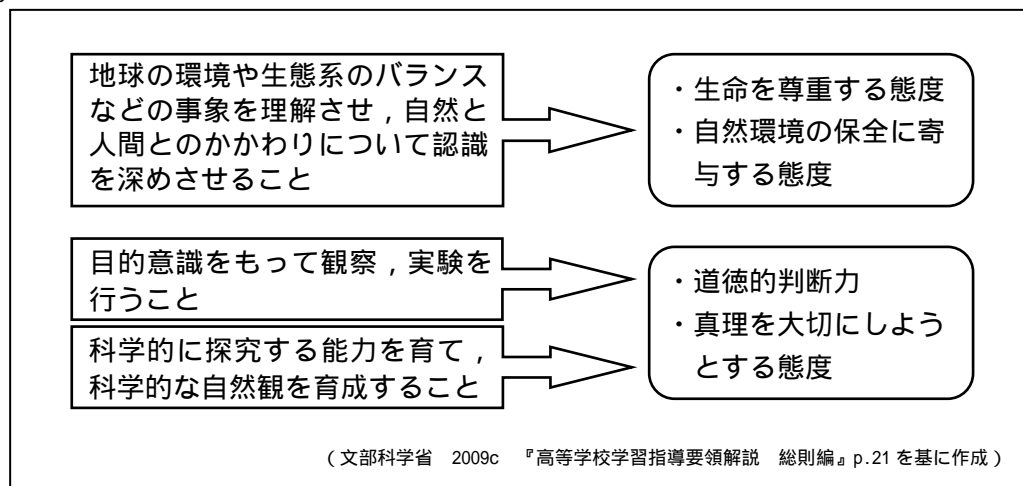 地球の環境や生態系のバランス
などの事象を理解させ，自然と
人間とのかかわりについて認識
を深めさせること
・生命を尊重する態度
・自然環境の保全に寄
与する態度
目的意識をもって観察，実験を
行うこと
科学的に探究する能力を育て，
科学的な自然観を育成すること
・道徳的判断力
・真理を大切にしよう
とする態度
（文部科学省　2009c　『高等学校学習指導要領解説　総則編』p.21 を基に作成）